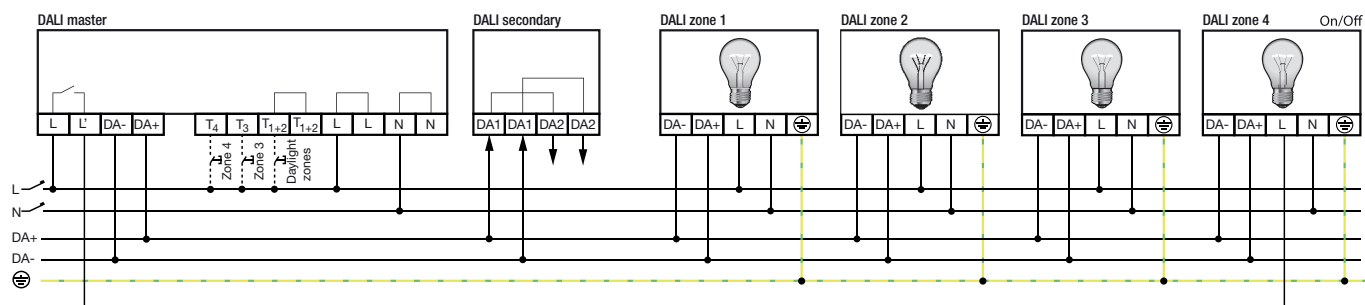 DALI master DALI secondary DALI zone 1 DALI zone 2 DALI zone 3 DALI zone 4 On/Off
L L' DA- DA+ T4 T3 T1+2 T1+2 L L N N DA1 DA1 DA2 DA2 DA- DA+ L N DA- DA+ L N DA- DA+ L N DA- DA+ L N
Zone 4
Zone 3
Daylight
zones
L
N
DA+
DA-